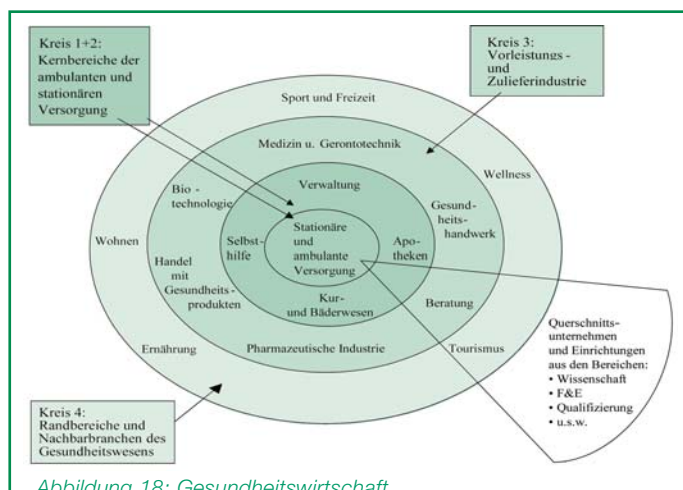 Kreis 1+2:
Kernbereiche der
ambulanten und
stationären
Versorgung
Kreis 3:
Vorleistungs -
und
Zulieferindustrie
Sport und Freizeit
Medizin u. Gerontotechnik
Wellness
Bio -
technologie
Verwaltung
Gesund-
heits-
handwerk
Wohnen
Selbst-
hilfe
Stationäre
und
ambulante
Versorgung
Apo-
theken
Handel
mit
Gesundheits -
produkten
Kur-
und Bäderwesen
Beratung
Ernährung
Pharmazeutische Industrie
Tourismus
Querschnitts-
unternehmen
und Einrichtungen
aus den Bereichen:
• Wissenschaft
• F&E
• Qualifizierung
• u.s.w.
Kreis 4:
Randbereiche und
Nachbarbranchen des
Gesundheitswesens
Abbildung 18: Gesundheitswirtschaft